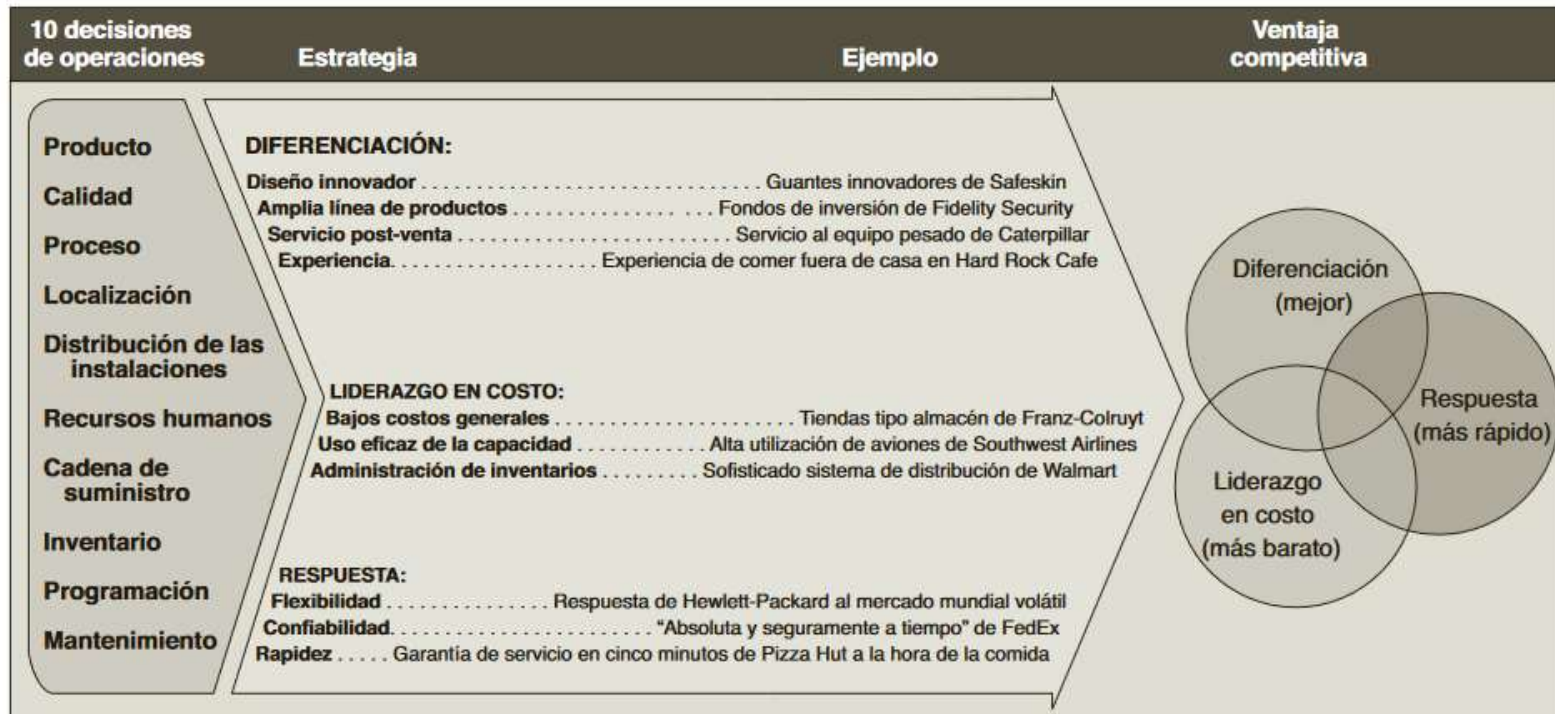 10 decisiones
de operaciones
Estrategia
Ejemplo
Ventaja
competitiva
Producto
Calidad
Proceso
Localización
Distribución de las
instalaciones
Recursos humanos
Cadena de
suministro
Inventario
Programación
Mantenimiento
DIFERENCIACIÓN:
Diseño innovador . . . . . . . . . . . . . . . . . . . . . . . . . . . . . . . . . . Guantes innovadores de Safeskin
Amplia línea de productos . . . . . . . . . . . . . . . . . . . . Fondos de inversión de Fidelity Security
Servicio post-venta . . . . . . . . . . . . . . . . . . . . . . . . . Servicio al equipo pesado de Caterpillar
Experiencia. . . . . . . . . . . . . . . . . . . Experiencia de comer fuera de casa en Hard Rock Cafe
LIDERAZGO EN COSTO:
Bajos costos generales . . . . . . . . . . . . . . . . . . . . . . Tiendas tipo almacén de Franz-Colruyt
Uso eficaz de la capacidad . . . . . . . . . . . . Alta utilización de aviones de Southwest Airlines
Administración de inventarios . . . . . . . . . Sofisticado sistema de distribución de Walmart
RESPUESTA:
Flexibilidad . . . . . . . . . . . . . . . Respuesta de Hewlett-Packard al mercado mundial volátil
Confiabilidad. . . . . . . . . . . . . . . . . . . . . . . . “Absoluta y seguramente a tiempo” de FedEx
Rapidez . . . . . Garantía de servicio en cinco minutos de Pizza Hut a la hora de la comida
Diferenciación
(mejor)
Respuesta
(más rápido)
Liderazgo
en costo
(más barato)